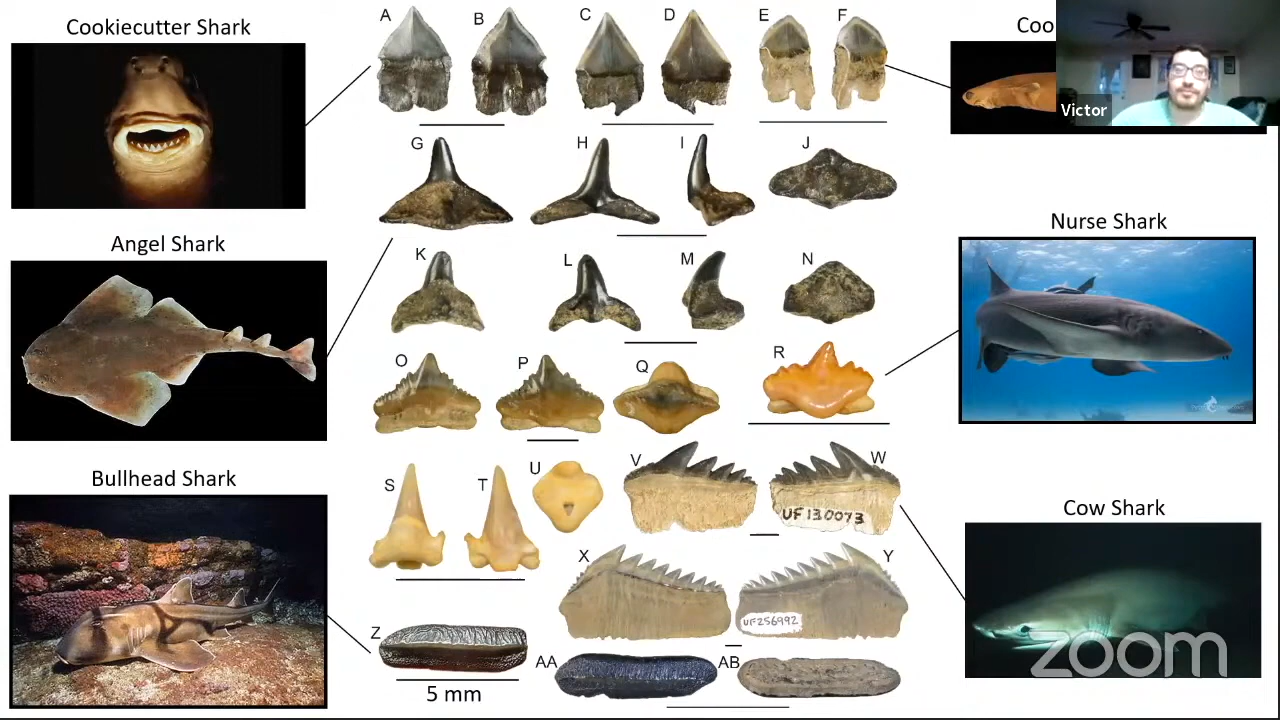 Cookiecutter Shark
A
B
C
D
E
F
Coo
Victor
G
H
I
J
Angel Shark
Nurse Shark
K
L
M
N
O
P
Q
R
Bullhead Shark
S
T
U
V
W
UF 130073
Cow Shark
X
Y
UF256992
Z
AA
AB
5 mm
zoom